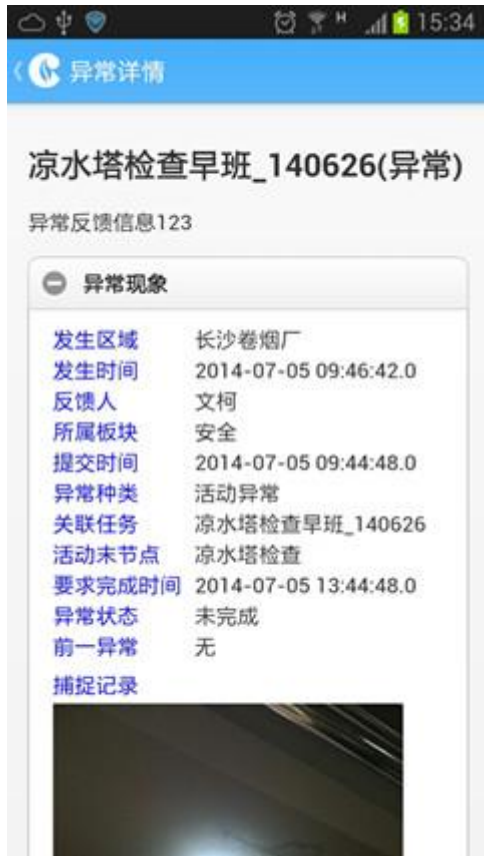 H 15:34
异常详情
凉水塔检查早班_140626(异常)
异常反馈信息123
异常现象
发生区域 长沙卷烟厂
发生时间 2014-07-05 09:46:42.0
反馈人 文柯
所属板块 安全
提交时间 2014-07-05 09:44:48.0
异常种类 活动异常
关联任务 凉水塔检查早班_140626
活动末节点 凉水塔检查
要求完成时间 2014-07-05 13:44:48.0
异常状态 未完成
前一异常 无
捕捉记录